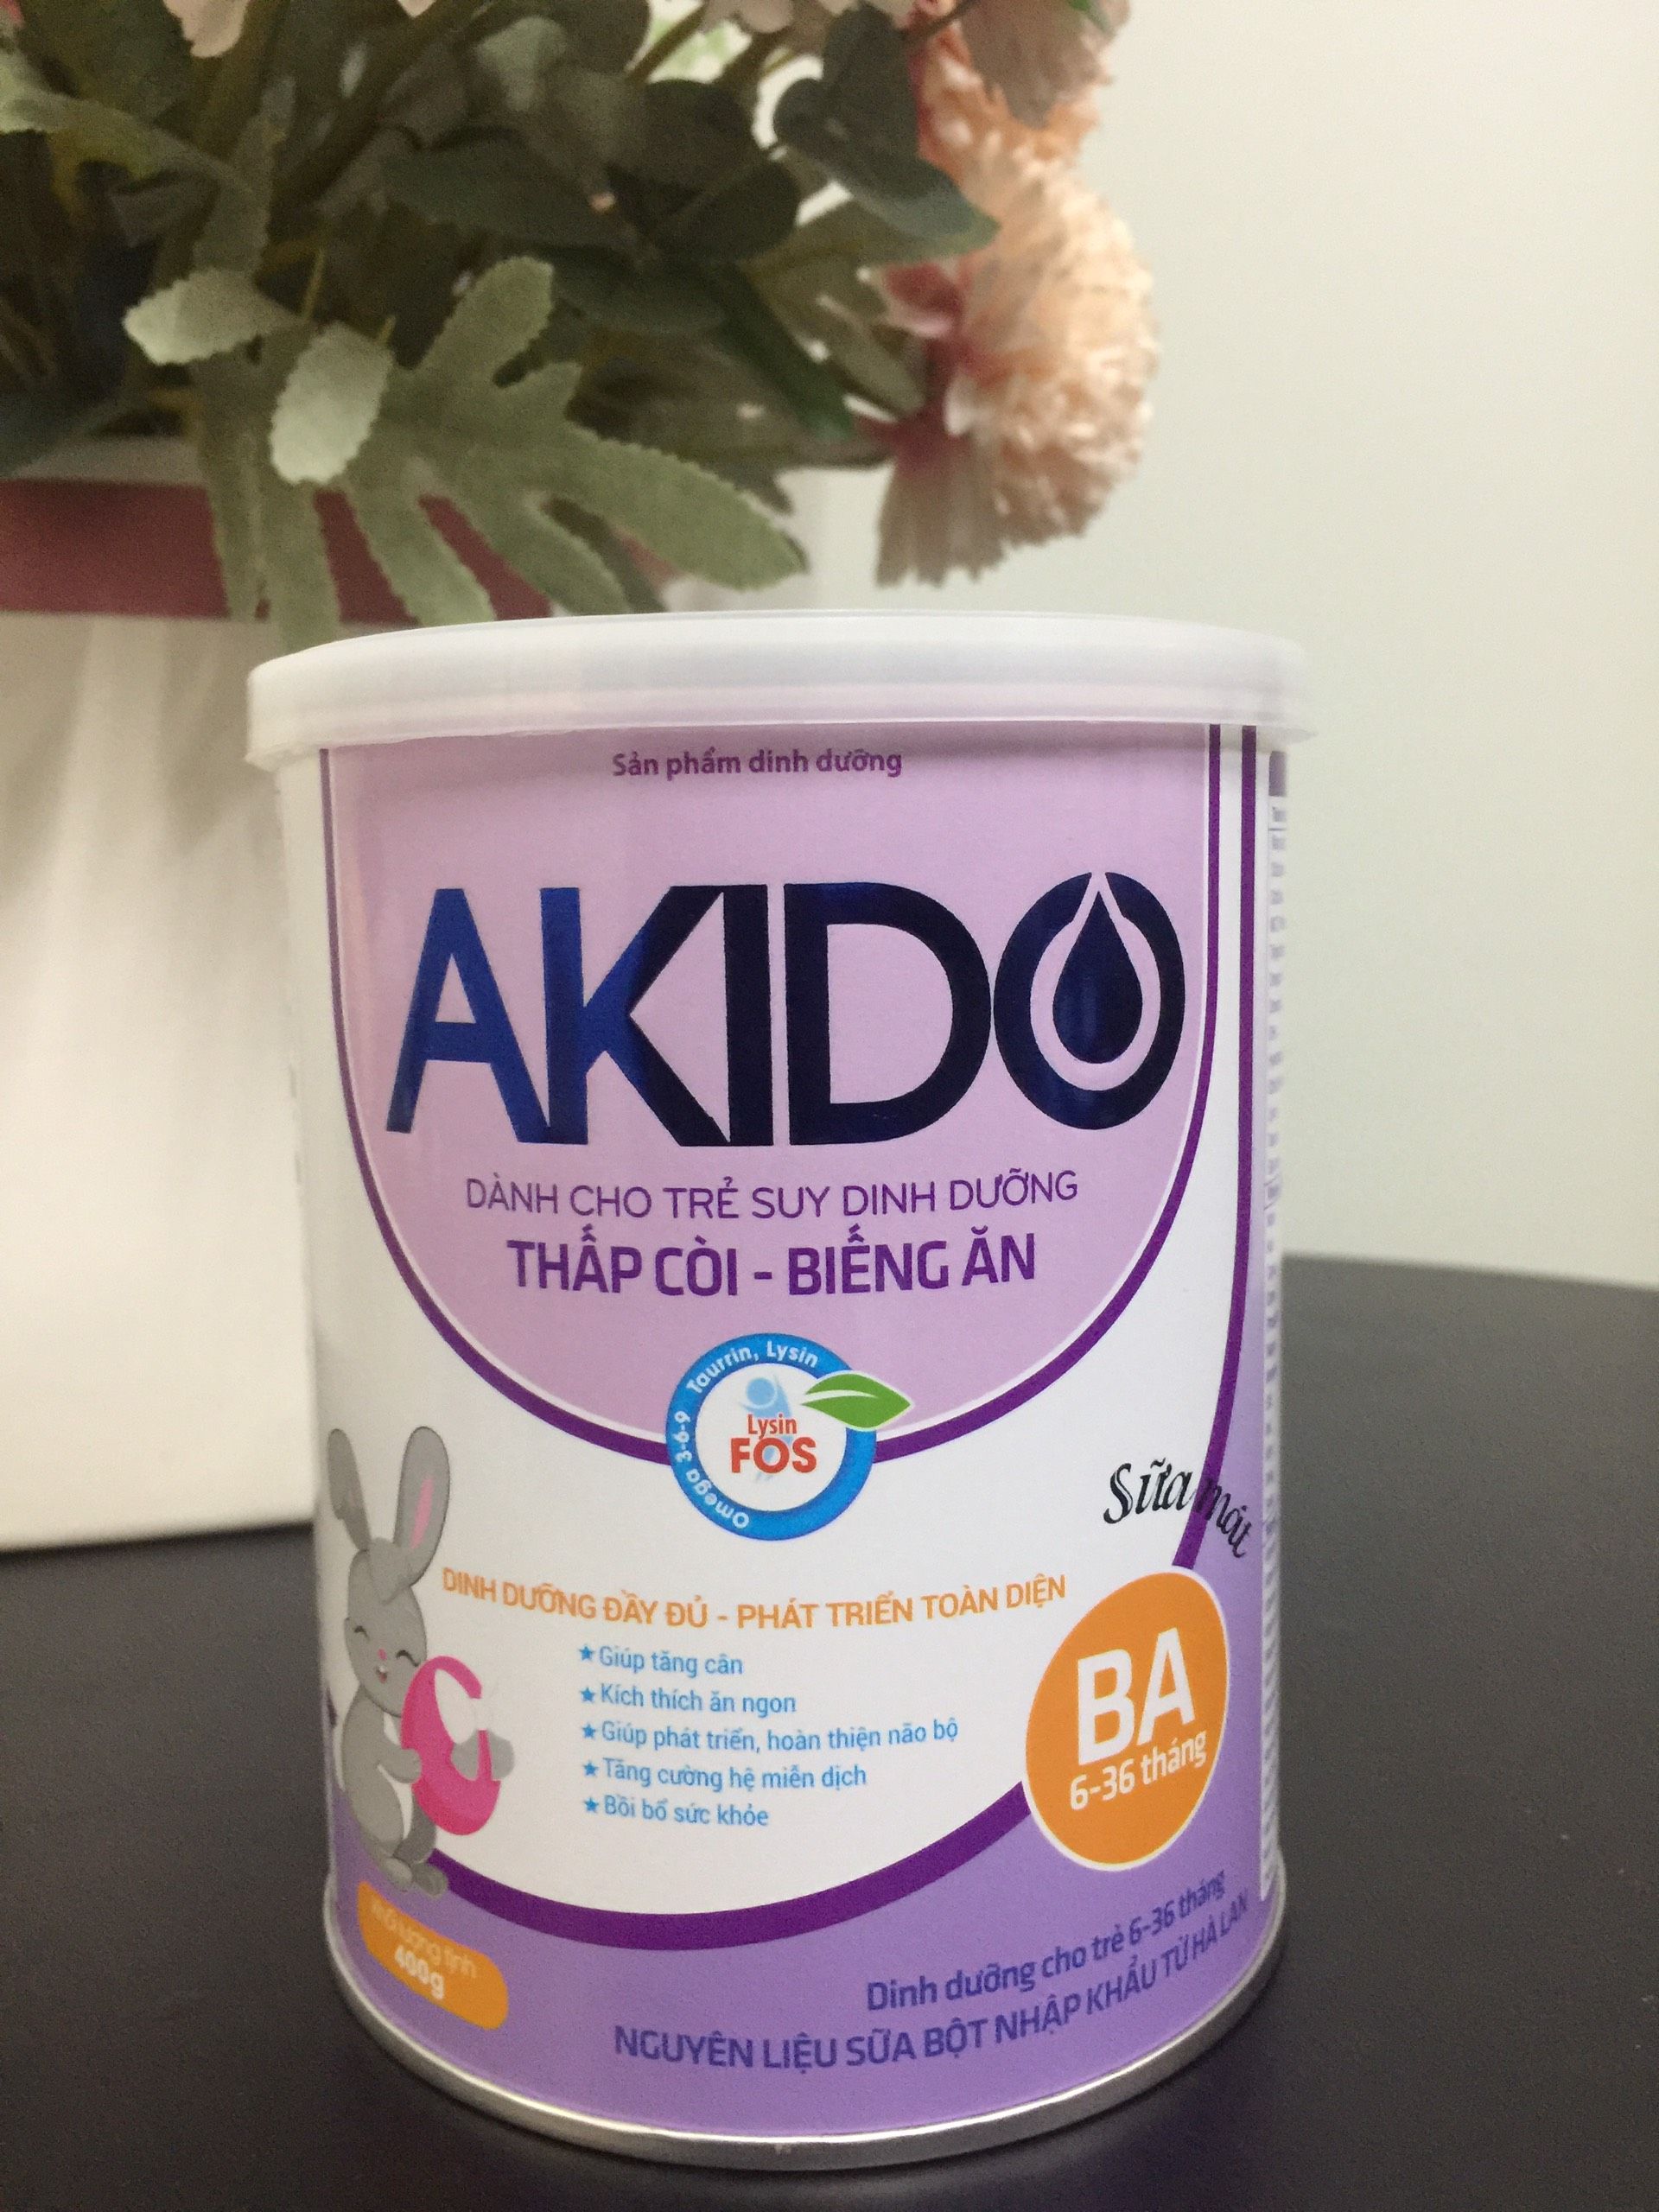 Sản phẩm dinh dưỡng
AKIDO
DÀNH CHO TRẺ SUY DINH DƯỠNG
THẤP CÒI - BIẾNG ĂN
Omega 3-6-9 Taurrin, Lysin
Lysin
FOS
Sữa mát
DINH DƯỠNG ĐẦY ĐỦ - PHÁT TRIỂN TOÀN DIỆN
★Giúp tăng cân
★Kích thích ăn ngon
★Giúp phát triển, hoàn thiện não bộ
★Tăng cường hệ miễn dịch
★Bồi bổ sức khỏe
BA
6-36 tháng
Khối lượng tịnh
400g
Dinh dưỡng cho trẻ 6-36 tháng
NGUYÊN LIỆU SỮA BỘT NHẬP KHẨU TỪ HÀ LAN